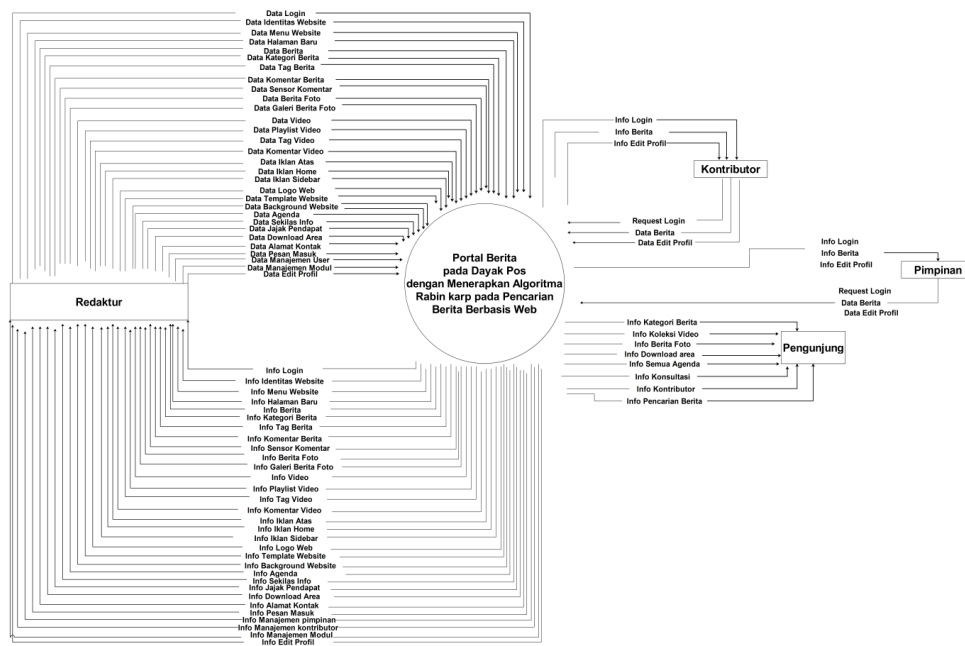 Data Login
Data Identitas Website
Data Menu Website
Data Halaman Baru
Data Berita
Data Kategori Berita
Data Tag Berita
Data Komentar Berita
Data Sensor Komentar
Data Berita Foto
Data Galeri Berita Foto
Data Video
Data Playlist Video
Data Tag Video
Data Komentar Video
Data Iklan Atas
Data Iklan Home
Data Iklan Sidebar
Data Logo Web
Data Template Website
Data Background Website
Data Agenda
Data Sekilas Info
Data Jajak Pendapat
Data Download Area
Data Alamat Kontak
Data Pesan Masuk
Data Manajemen User
Data Manajemen Modul
Data Edit Profil
Redaktur
Portal Berita
pada Dayak Pos
dengan Menerapkan Algoritma
Rabin karp pada Pencarian
Berita Berbasis Web
Info Login
Info Berita
Info Edit Profil
Kontributor
Request Login
Data Berita
Data Edit Profil
Info Login
Info Berita
Info Edit Profil
Pimpinan
Request Login
Data Berita
Data Edit Profil
Info Kategori Berita
Info Koleksi Video
Info Berita Foto
Info Download area
Info Semua Agenda
Info Konsultasi
Info Kontributor
Info Pencarian Berita
Pengunjung
Info Login
Info Identitas Website
Info Menu Website
Info Halaman Baru
Info Berita
Info Kategori Berita
Info Tag Berita
Info Komentar Berita
Info Sensor Komentar
Info Berita Foto
Info Galeri Berita Foto
Info Video
Info Playlist Video
Info Tag Video
Info Komentar Video
Info Iklan Atas
Info Iklan Home
Info Iklan Sidebar
Info Logo Web
Info Template Website
Info Background Website
Info Agenda
Info Sekilas Info
Info Jajak Pendapat
Info Download Area
Info Alamat Kontak
Info Pesan Masuk
Info Manajemen pimpinan
Info Manajemen kontributor
Info Manajemen Modul
Info Edit Profil